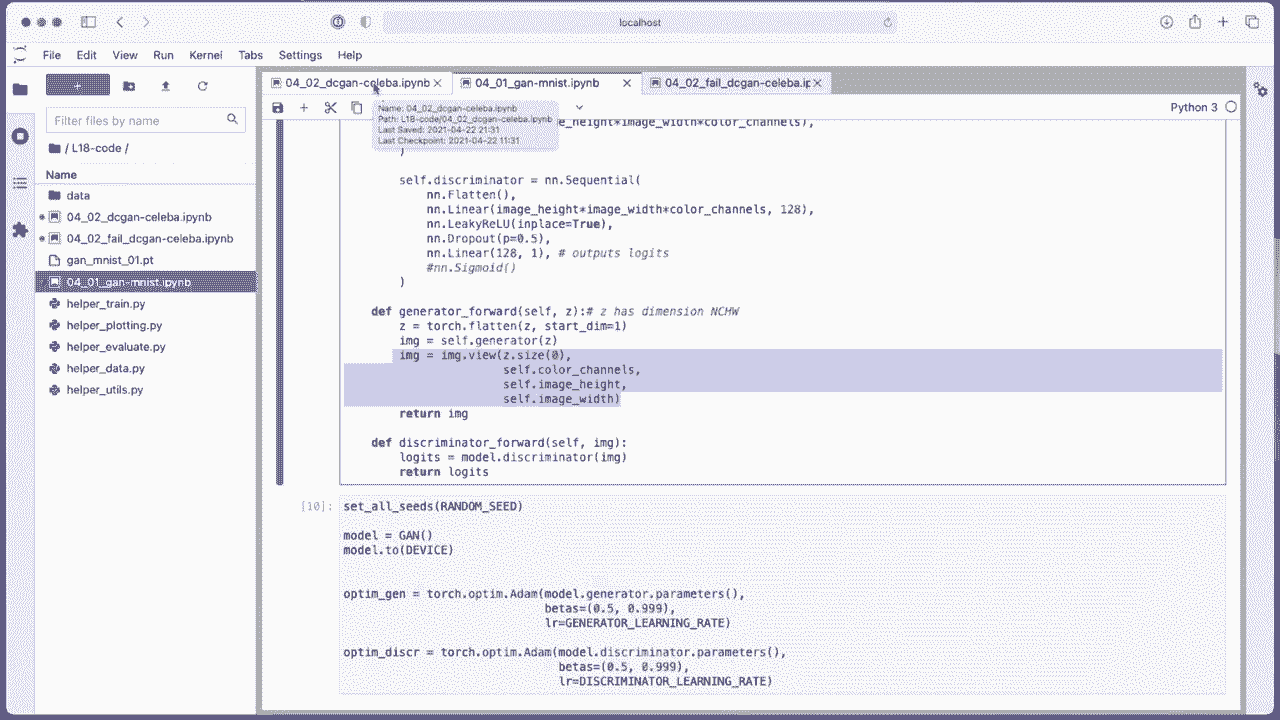 localhost
File Edit View Run Kernel Tabs Settings Help
04_02_dcgan-celeba.ipynb
04_01_gan-mnist.ipynb
04_02_fail_dcgan-celeba.ip
Python 3
Name: 04_02_dcgan-celeba.ipynb
Path: L18-code/04_02_dcgan-celeba.ipynb
Last Saved: 2021-04-22 21:31
Last Checkpoint: 2021-04-22 11:31
Filter files by name
/ L18-code /
Name
data
04_02_dcgan-celeba.ipynb
04_02_fail_dcgan-celeba.ipynb
gan_mnist_01.pt
04_01_gan-mnist.ipynb
helper_train.py
helper_plotting.py
helper_evaluate.py
helper_data.py
helper_utils.py
e_height*image_width*color_channels),
)
self.discriminator = nn.Sequential(
nn.Flatten(),
nn.Linear(image_height*image_width*color_channels, 128),
nn.LeakyReLU(inplace=True),
nn.Dropout(p=0.5),
nn.Linear(128, 1), # outputs logits
#nn.Sigmoid()
)
def generator_forward(self, z):# z has dimension NCHW
z = torch.flatten(z, start_dim=1)
img = self.generator(z)
img = img.view(z.size(0),
self.color_channels,
self.image_height,
self.image_width)
return img
def discriminator_forward(self, img):
logits = model.discriminator(img)
return logits
[10]:
set_all_seeds(RANDOM_SEED)
model = GAN()
model.to(DEVICE)
optim_gen = torch.optim.Adam(model.generator.parameters(),
betas=(0.5, 0.999),
lr=GENERATOR_LEARNING_RATE)
optim_discr = torch.optim.Adam(model.discriminator.parameters(),
betas=(0.5, 0.999),
lr=DISCRIMINATOR_LEARNING_RATE)